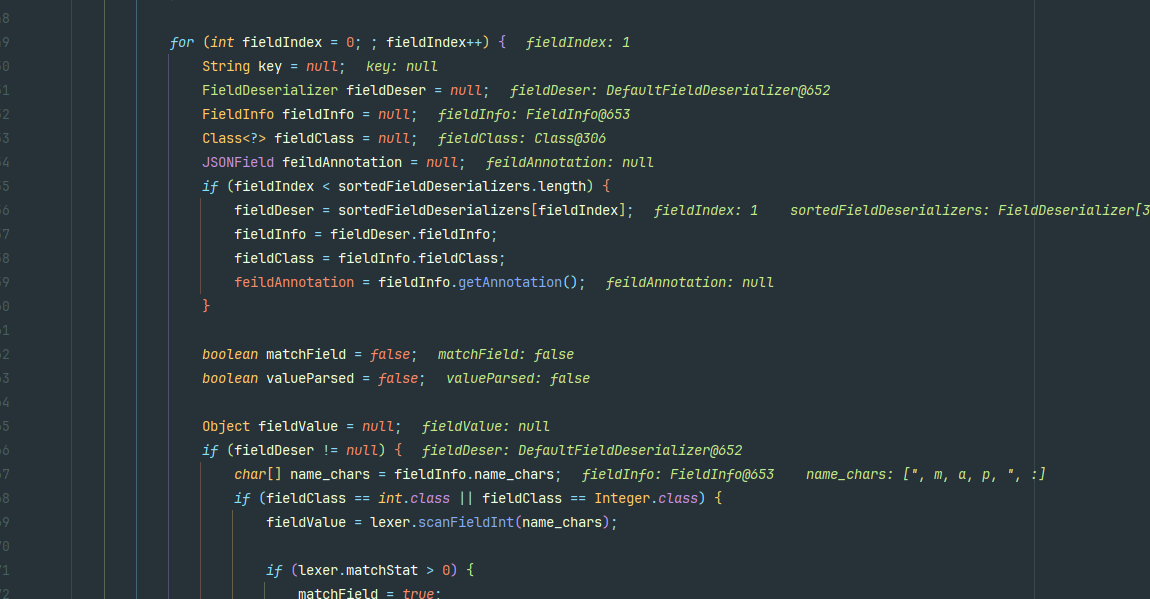 8
9 for (int fieldIndex = 0; ; fieldIndex++) { fieldIndex: 1
0 String key = null; key: null
1 FieldDeserializer fieldDeser = null; fieldDeser: DefaultFieldDeserializer@652
2 FieldInfo fieldInfo = null; fieldInfo: FieldInfo@653
3 Class<?> fieldClass = null; fieldClass: Class@306
4 JSONField feildAnnotation = null; feildAnnotation: null
5 if (fieldIndex < sortedFieldDeserializers.length) {
6 fieldDeser = sortedFieldDeserializers[fieldIndex]; fieldIndex: 1 sortedFieldDeserializers: FieldDeserializer[3
7 fieldInfo = fieldDeser.fieldInfo;
8 fieldClass = fieldInfo.fieldClass;
9 feildAnnotation = fieldInfo.getAnnotation(); feildAnnotation: null
0 }
1
2 boolean matchField = false; matchField: false
3 boolean valueParsed = false; valueParsed: false
4
5 Object fieldValue = null; fieldValue: null
6 if (fieldDeser != null) { fieldDeser: DefaultFieldDeserializer@652
7 char[] name_chars = fieldInfo.name_chars; fieldInfo: FieldInfo@653 name_chars: [", m, a, p, ", :]
8 if (fieldClass == int.class || fieldClass == Integer.class) {
9 fieldValue = lexer.scanFieldInt(name_chars);
0
1 if (lexer.matchStat > 0) {
2 matchField = true;